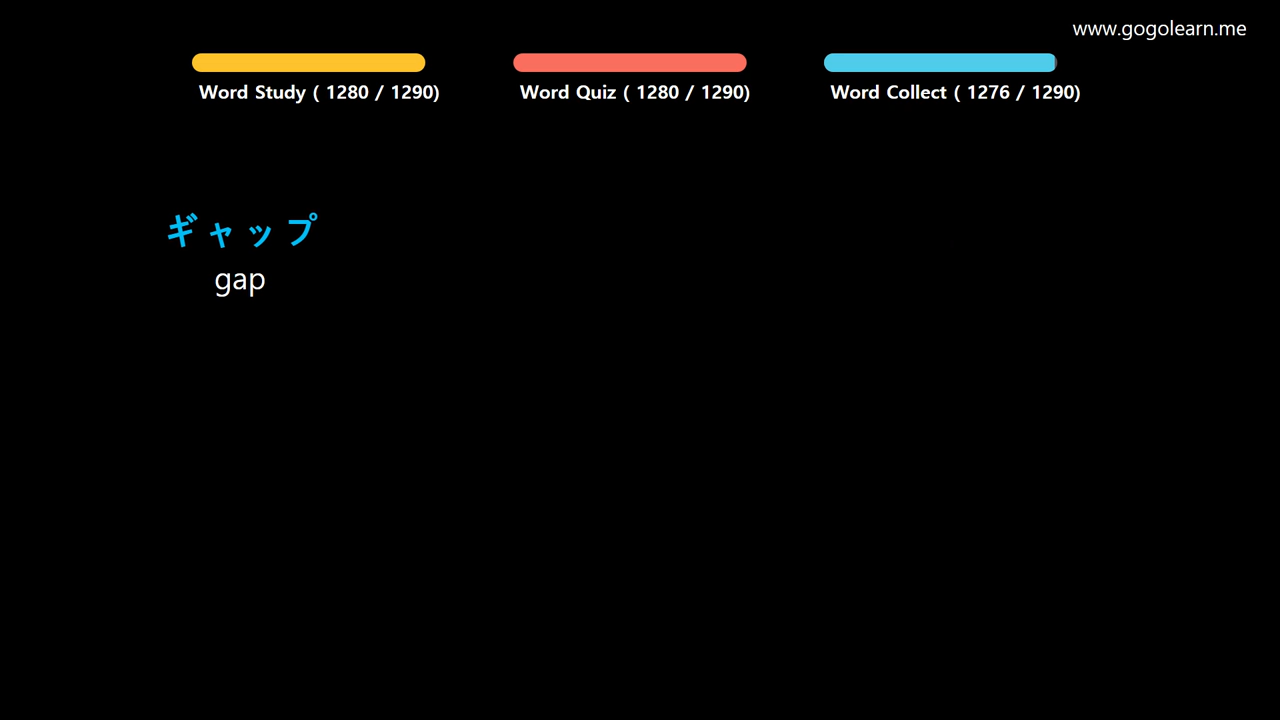 www.gogolearn.me
Word Study ( 1280 / 1290)
Word Quiz ( 1280 / 1290)
Word Collect ( 1276 / 1290)
ギャップ
gap